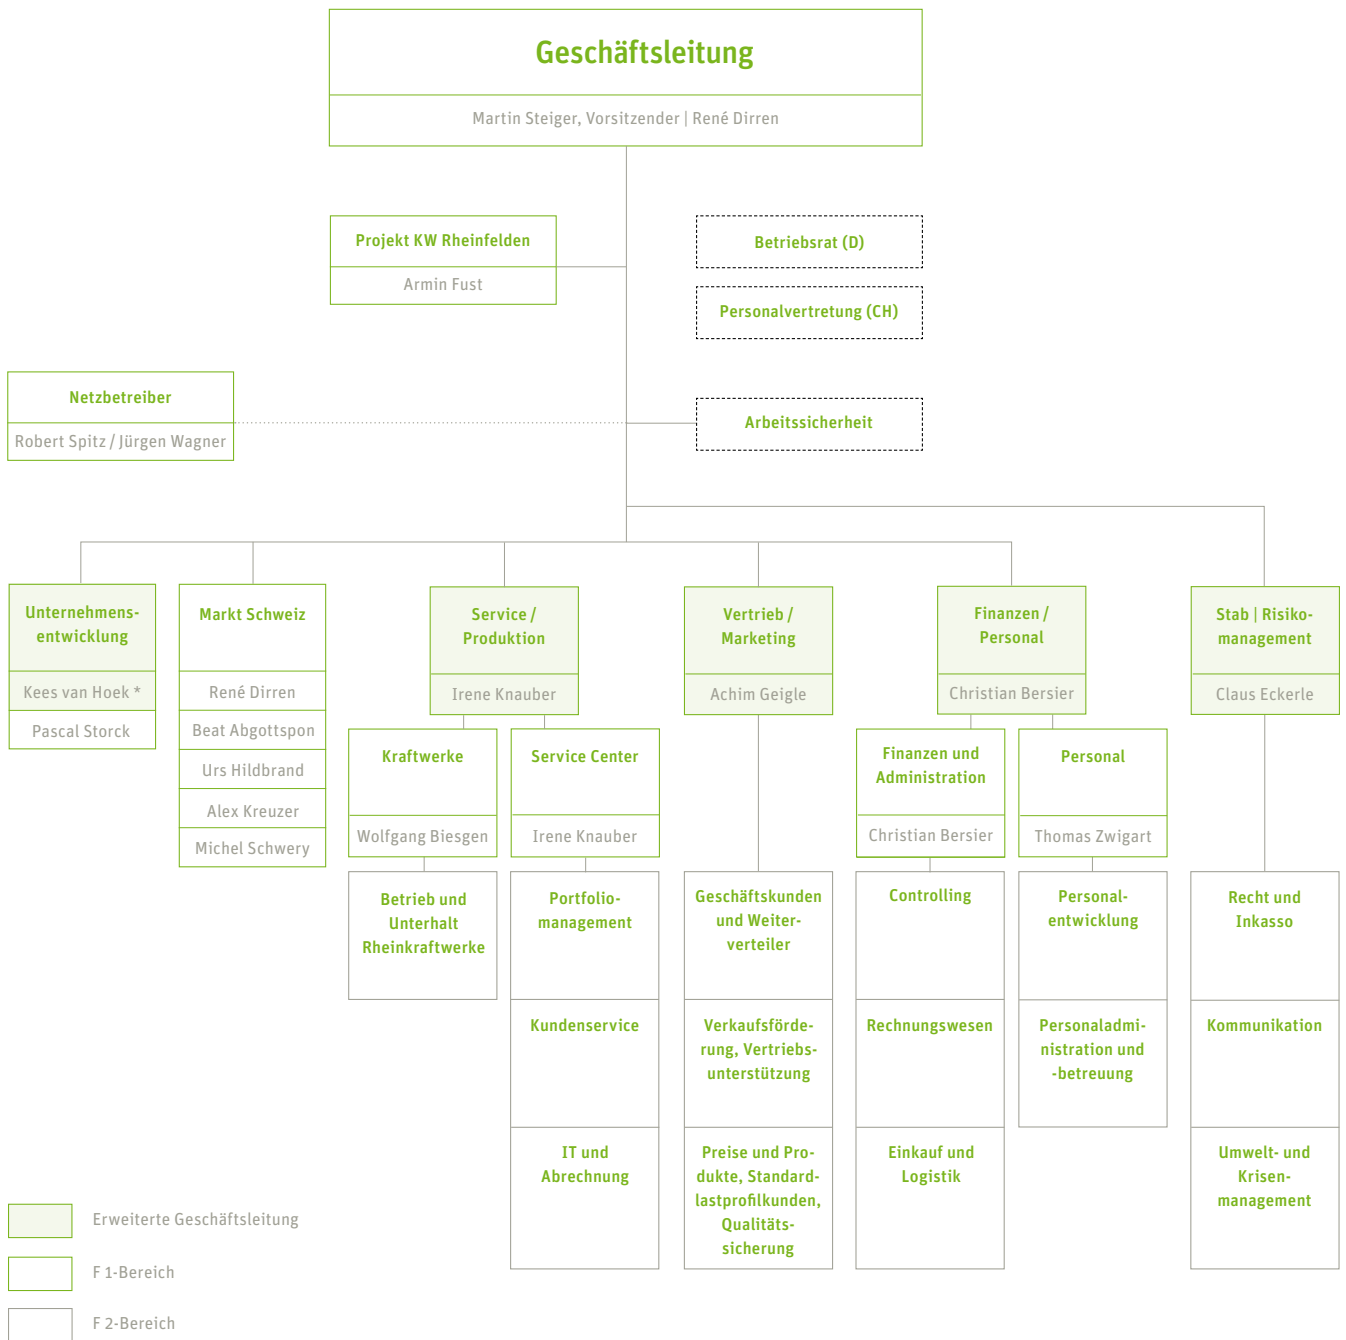 Geschäftsleitung
Martin Steiger, Vorsitzender | René Dirren
Projekt KW Rheinfelden
Armin Fust
Betriebsrat (D)
Personalvertretung (CH)
Netzbetreiber
Robert Spitz / Jürgen Wagner
Arbeitssicherheit
Unternehmens-
entwicklung
Kees van Hoek *
Pascal Storck
Markt Schweiz
René Dirren
Beat Abgottspon
Urs Hildbrand
Alex Kreuzer
Michel Schwery
Service /
Produktion
Irene Knauber
Kraftwerke
Wolfgang Biesgen
Betrieb und
Unterhalt
Rheinkraftwerke
Service Center
Irene Knauber
Portfolio-
management
Kundenservice
IT und
Abrechnung
Vertrieb /
Marketing
Achim Geigle
Geschäftskunden
und Weiter-
verteiler
Verkaufsförde-
rung, Vertriebs-
unterstützung
Preise und Pro-
dukte, Standard-
lastprofilkunden,
Qualitäts-
sicherung
Finanzen /
Personal
Christian Bersier
Finanzen und
Administration
Christian Bersier
Controlling
Rechnungswesen
Einkauf und
Logistik
Personal
Thomas Zwigart
Personal-
entwicklung
Personaladmi-
nistration und
-betreuung
Stab | Risiko-
management
Claus Eckerle
Recht und
Inkasso
Kommunikation
Umwelt- und
Krisen-
management
Erweiterte Geschäftsleitung
F 1-Bereich
F 2-Bereich